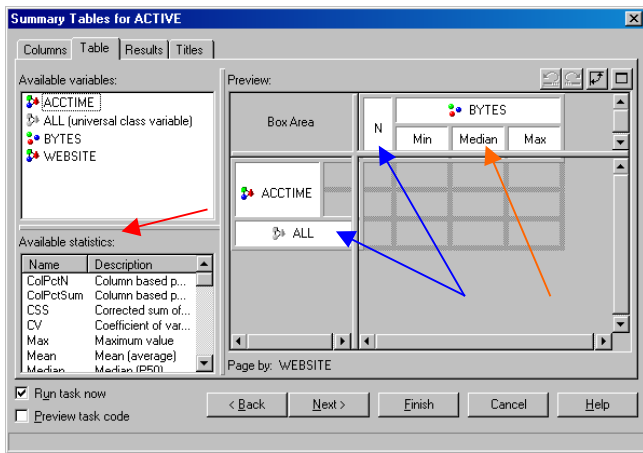 Summary Tables for ACTIVE
Columns Table Results Titles
Available variables:
ACCTIME
ALL (universal class variable)
BYTES
WEBSITE
Available statistics:
Name Description
ColPctN Column based p...
ColPctSum Column based p...
CSS Corrected sum of...
CV Coefficient of var...
Max Maximum value
Mean Mean (average)
Median Median (P50)
Preview:
Box Area
N
BYTES
Min Median Max
ACCTIME
ALL
Page by: WEBSITE
Run task now
Preview task code
< Back Next > Finish Cancel Help